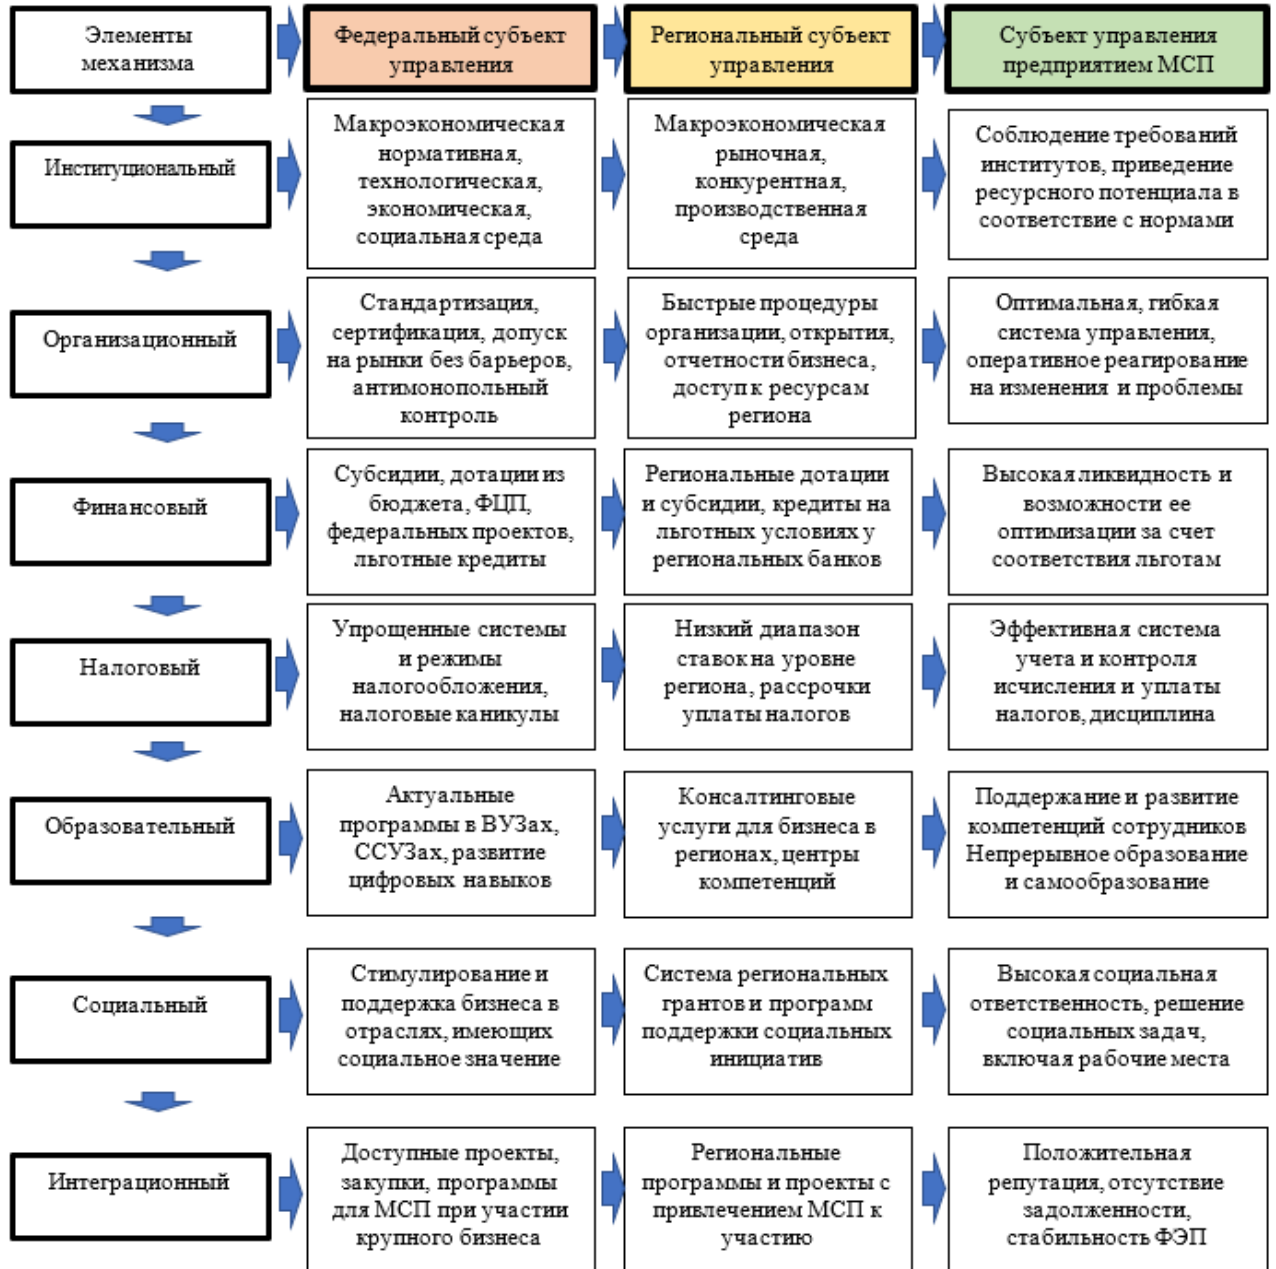 Элементы
механизма
Федеральный субъект
управления
Региональный субъект
управления
Субъект управления
предприятием МСП
Институциональный
Макроэкономическая
нормативная,
технологическая,
экономическая,
социальная среда
Макроэкономическая
рыночная,
конкурентная,
производственная
среда
Соблюдение требований
институтов, приведение
ресурсного потенциала в
соответствие с нормами
Организационный
Стандартизация,
сертификация, допуск
на рынки без барьеров,
антимонопольный
контроль
Быстрые процедуры
организации, открытия,
отчетности бизнеса,
доступ к ресурсам
региона
Оптимальная, гибкая
система управления,
оперативное реагирование
на изменения и проблемы
Финансовый
Субсидии, дотации из
бюджета, ФЦП,
федеральных проектов,
льготные кредиты
Региональные дотации
и субсидии, кредиты на
льготных условиях у
региональных банков
Высокая ликвидность и
возможности ее
оптимизации за счет
соответствия льготам
Налоговый
Упрощенные системы
и режимы
налогообложения,
налоговые каникулы
Низкий диапазон
ставок на уровне
региона, рассрочки
уплаты налогов
Эффективная система
учета и контроля
исчисления и уплаты
налогов, дисциплина
Образовательный
Актуальные
программы в ВУЗах,
ССУЗах, развитие
цифровых навыков
Консалтинговые
услуги для бизнеса в
регионах, центры
компетенций
Поддержание и развитие
компетенций сотрудников
Непрерывное образование
и самообразование
Социальный
Стимулирование и
поддержка бизнеса в
отраслях, имеющих
социальное значение
Система региональных
грантов и программ
поддержки социальных
инициатив
Высокая социальная
ответственность, решение
социальных задач,
включая рабочие места
Интеграционный
Доступные проекты,
закупки, программы
для МСП при участии
крупного бизнеса
Региональные
программы и проекты с
привлечением МСП к
участию
Положительная
репутация, отсутствие
задолженности,
стабильность ФЭП